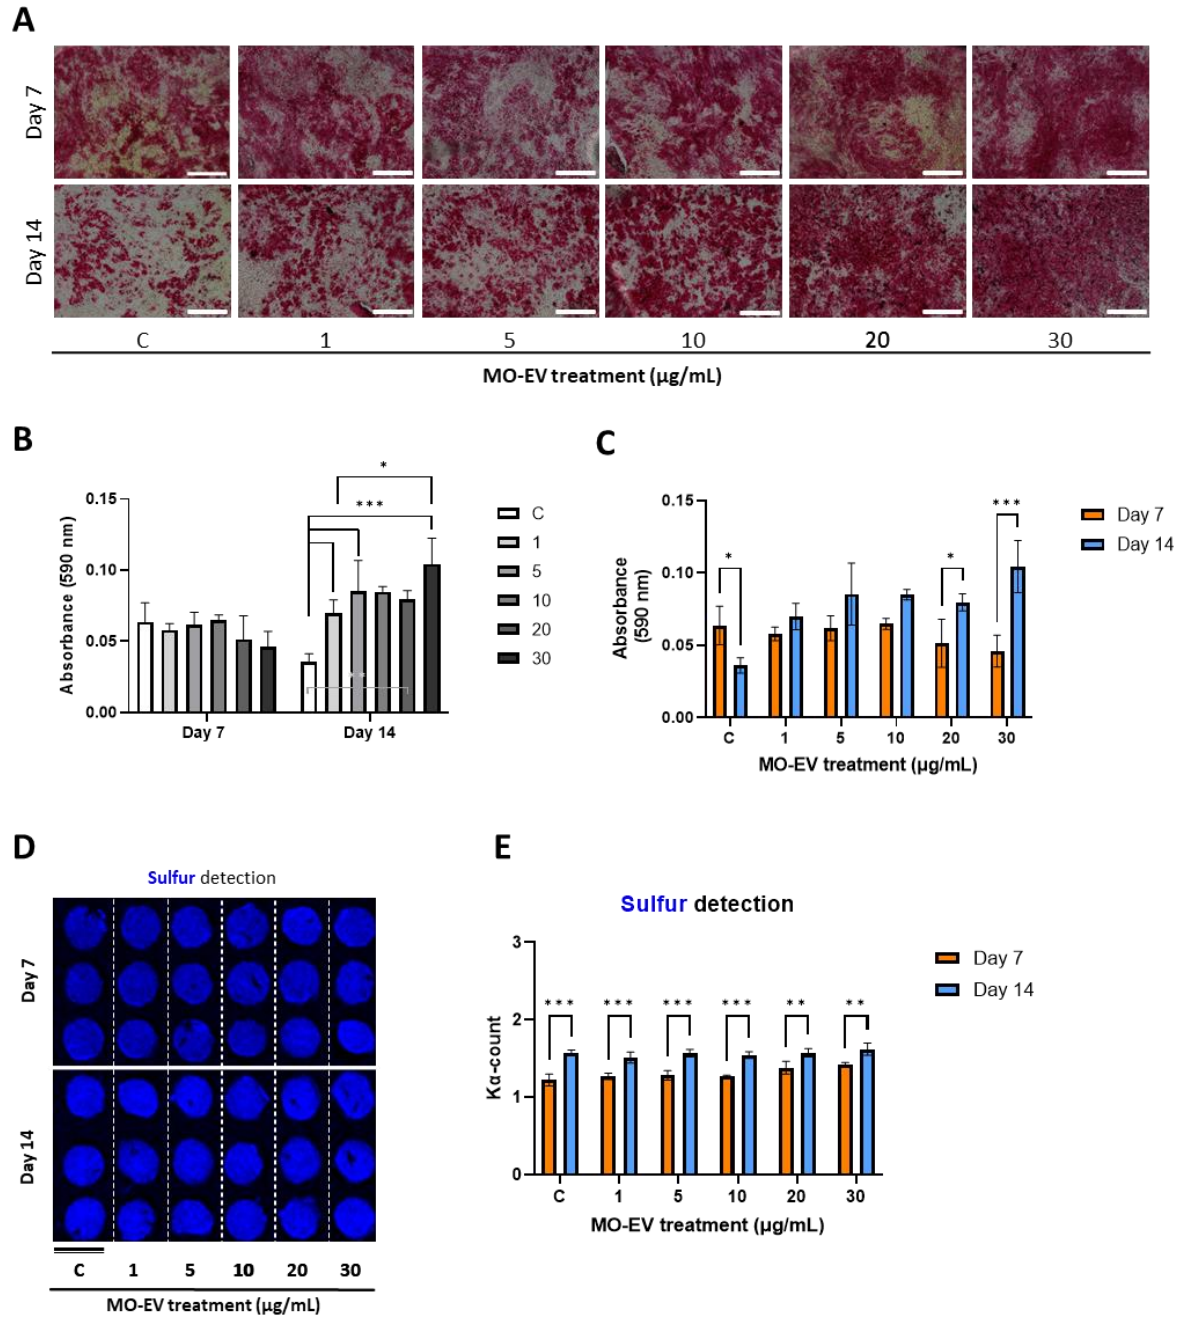 A
Day 7
Day 14
C 1 5 10 20 30
MO-EV treatment (µg/mL)
B
Absorbance (590 nm)
0.15
0.10
0.05
0.00
*
***
**
Day 7 Day 14
C
1
5
10
20
30
C
Absorbance
(590 nm)
0.15
0.10
0.05
0.00
* * ***
C 1 5 10 20 30
MO-EV treatment (µg/mL)
Day 7
Day 14
D
Sulfur detection
Day 7
Day 14
C 1 5 10 20 30
MO-EV treatment (µg/mL)
E
Sulfur detection
Kα-count
3
2
1
0
*** *** *** *** ** **
C 1 5 10 20 30
MO-EV treatment (µg/mL)
Day 7
Day 14